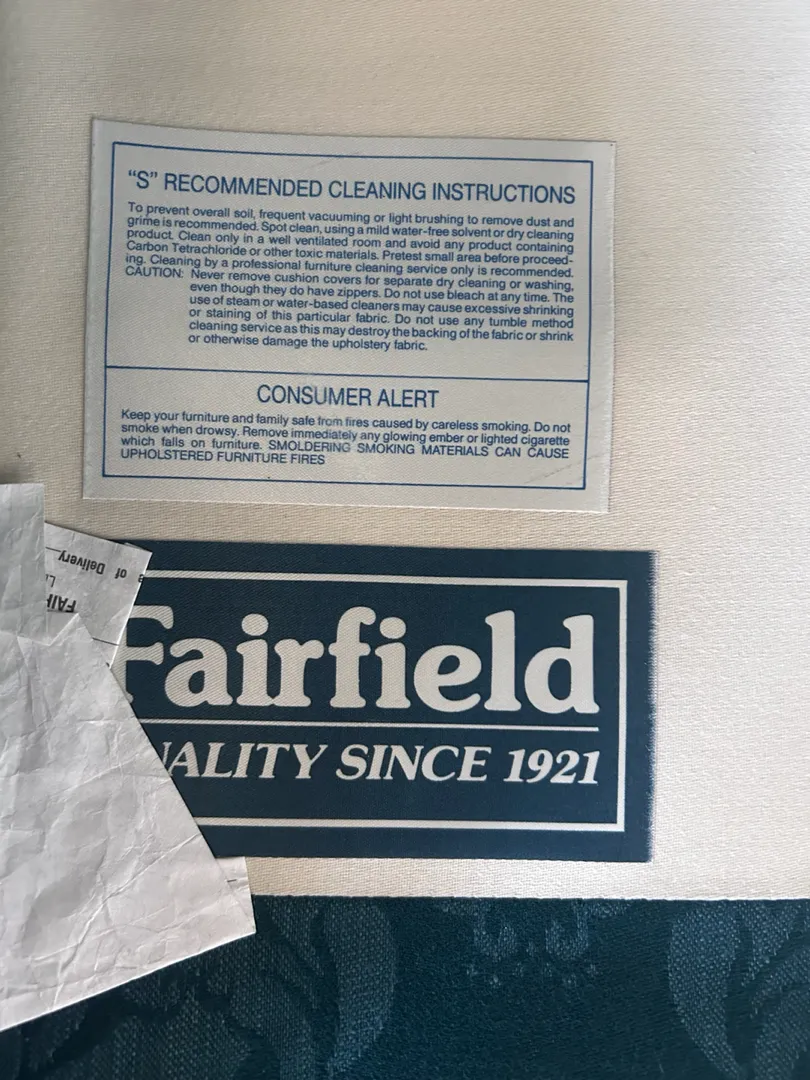 "S" RECOMMENDED CLEANING INSTRUCTIONS
To prevent overall soil, frequent vacuuming or light brushing to remove dust and
grime is recommended. Spot clean, using a mild water-free solvent or dry cleaning
product. Clean only in a well ventilated room and avoid any product containing
Carbon Tetrachloride or other toxic materials. Pretest small area before proceed-
ing. Cleaning by a professional furniture cleaning service only is recommended.
CAUTION: Never remove cushion covers for separate dry cleaning or washing,
even though they do have zippers. Do not use bleach at any time. The
use of steam or water-based cleaners may cause excessive shrinking
or staining of this particular fabric. Do not use any tumble method
cleaning service as this may destroy the backing of the fabric or shrink
or otherwise damage the upholstery fabric.
CONSUMER ALERT
Keep your furniture and family safe from fires caused by careless smoking. Do not
smoke when drowsy. Remove immediately any glowing ember or lighted cigarette
which falls on furniture. SMOLDERING SMOKING MATERIALS CAN CAUSE
UPHOLSTERED FURNITURE FIRES
of Delivery
Fairfield
UALITY SINCE 1921